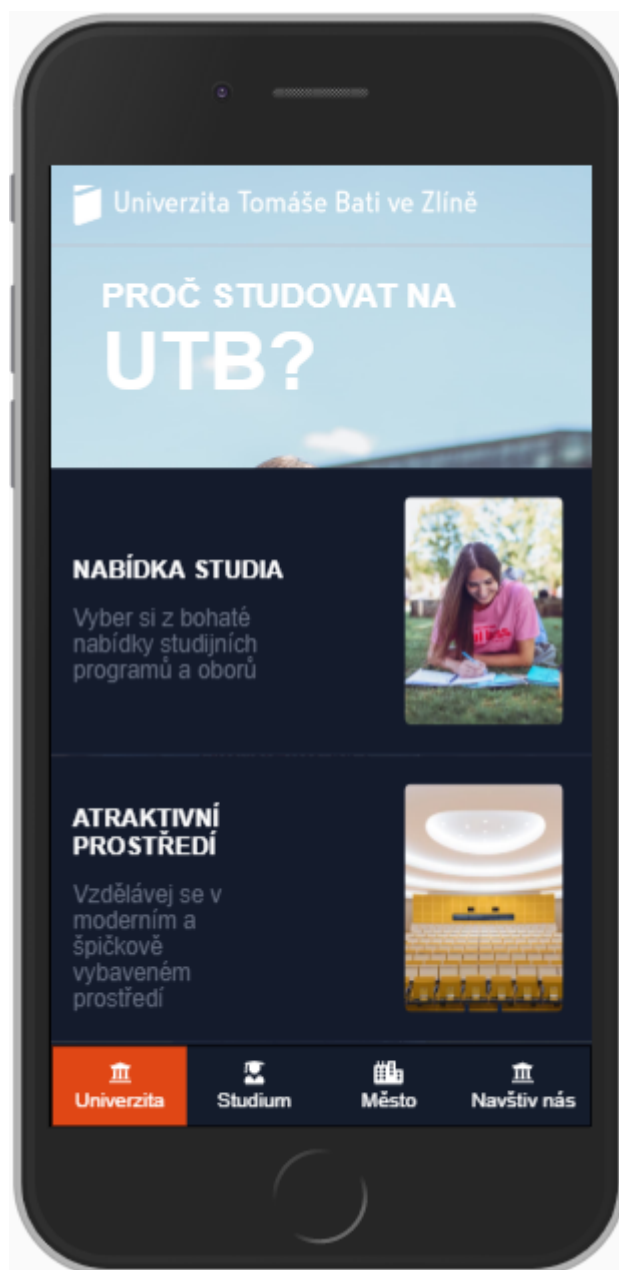 Univerzita Tomáše Bati ve Zlíně
PROČ STUDOVAT NA
UTB?
NABÍDKA STUDIA
Vyber si z bohaté
nabídky studijních
programů a oborů
ATRAKTIVNÍ
PROSTŘEDÍ
Vzdělávej se v
moderním a
špičkově
vybaveném
prostředí
Univerzita
Studium
Město
Navštiv nás